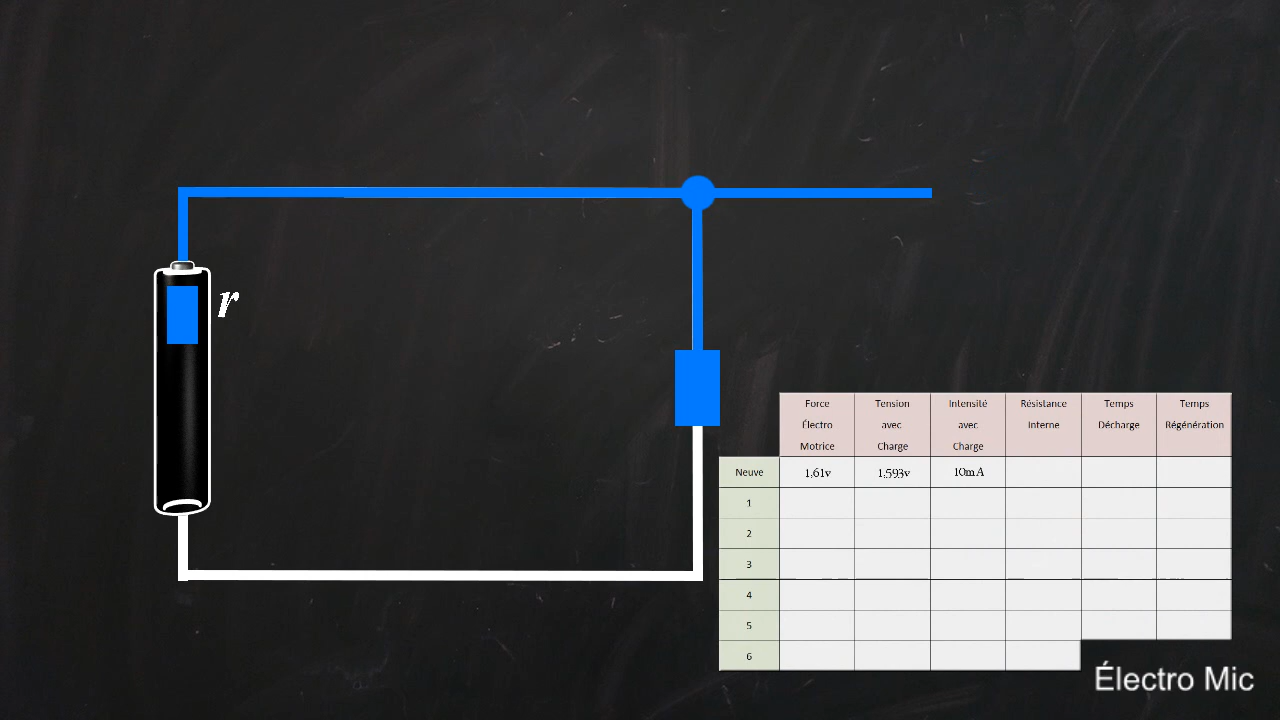 r
Force Électro Motrice
Tension avec Charge
Intensité avec Charge
Résistance Interne
Temps Décharge
Temps Régénération
Neuve 1,61v 1,593v 10mA
1
2
3
4
5
6
Électro Mic